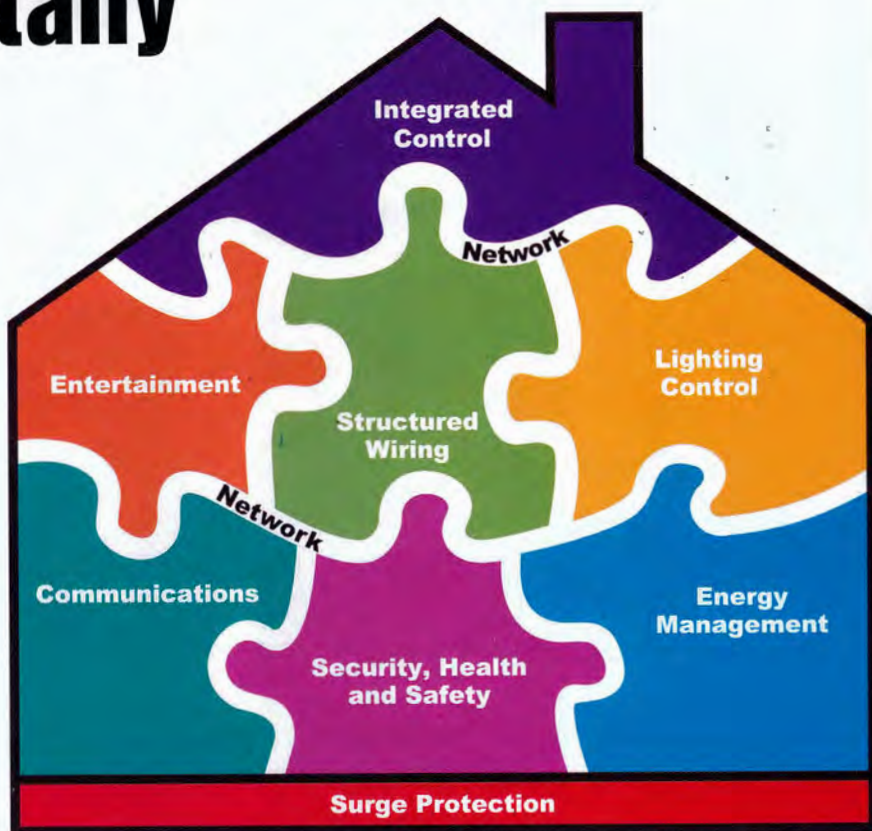 Integrated
Control
Network
Entertainment
Lighting
Control
Structured
Wiring
Network
Communications
Energy
Management
Security, Health
and Safety
Surge Protection